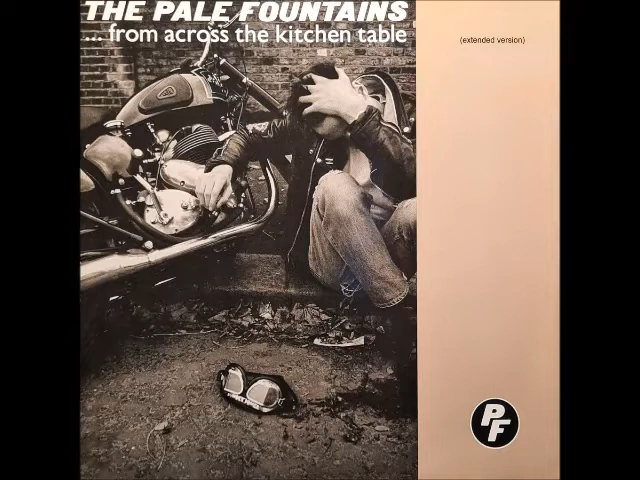 THE PALE FOUNTAINS
... from across the kitchen table
(extended version)
PF